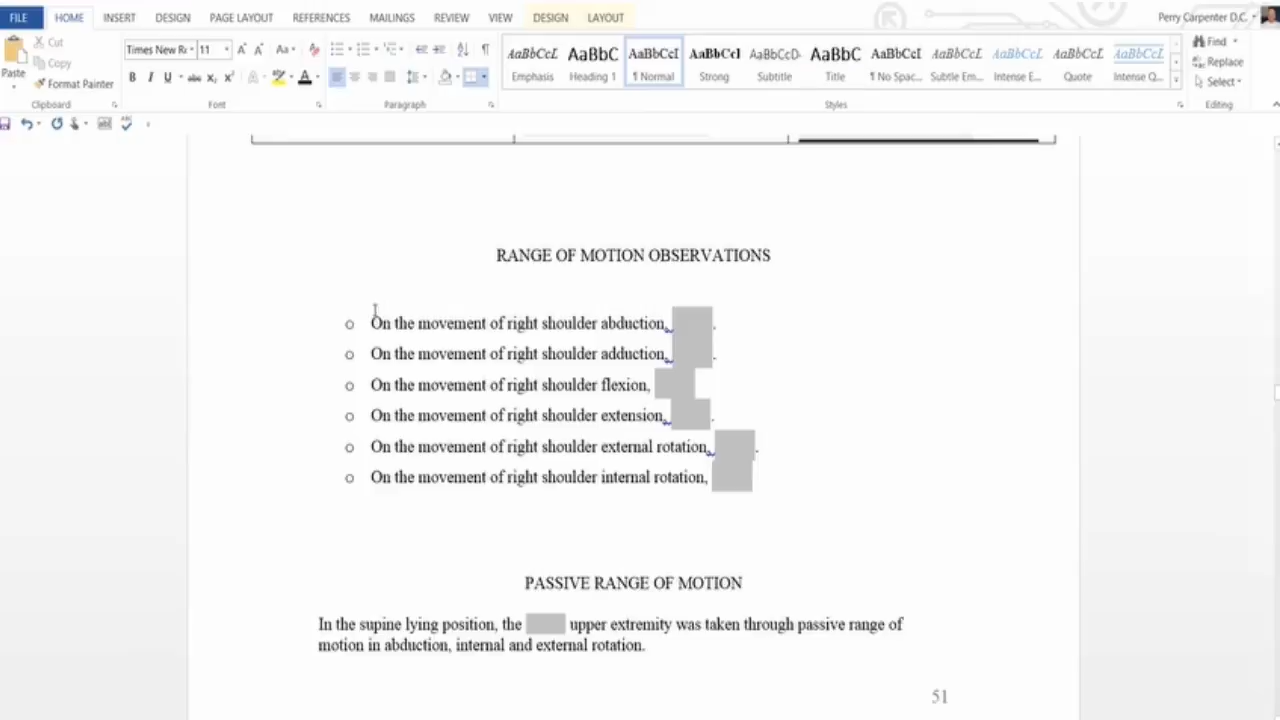 FILE HOME INSERT DESIGN PAGE LAYOUT REFERENCES MAILINGS REVIEW VIEW DESIGN LAYOUT Perry Carpenter D.C.
Cut
Copy
Paste
Format Painter
Clipboard
Times New Ro 11
Font
Paragraph
AaBbCcL AaBbC AaBbCcI AaBbCcl AaBbCcD AaBbC AaBbCcI AaBbCcL AaBbCcL AaBbCcL AaBbCcL
Emphasis Heading 1 ¶ Normal Strong Subtitle Title ¶ No Spac... Subtle Em... Intense E... Quote Intense Q...
Styles
Find
Replace
Select
Editing
RANGE OF MOTION OBSERVATIONS
o On the movement of right shoulder abduction, .
o On the movement of right shoulder adduction, .
o On the movement of right shoulder flexion,
o On the movement of right shoulder extension, .
o On the movement of right shoulder external rotation, .
o On the movement of right shoulder internal rotation,
PASSIVE RANGE OF MOTION
In the supine lying position, the upper extremity was taken through passive range of
motion in abduction, internal and external rotation.
51